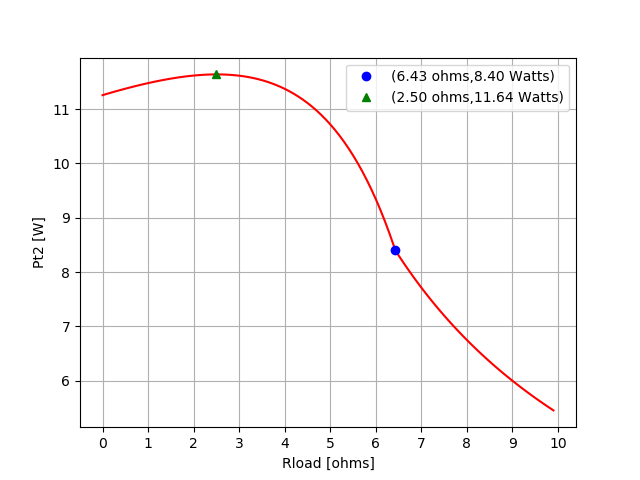 (6.43 ohms,8.40 Watts)
(2.50 ohms,11.64 Watts)
11
10
9
8
7
6
Pt2 [W]
0 1 2 3 4 5 6 7 8 9 10
Rload [ohms]